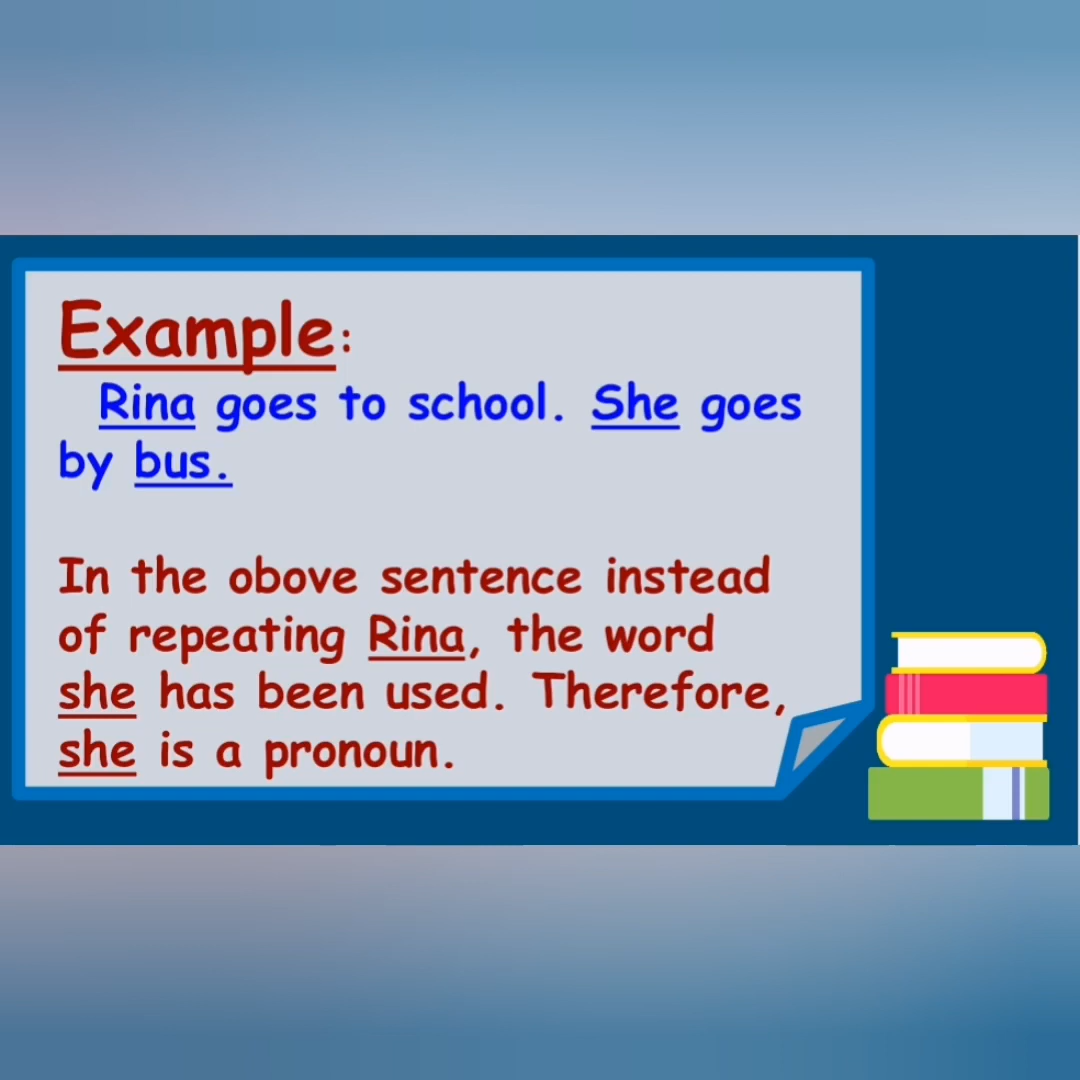 Example:
Rina goes to school. She goes
by bus.
In the obove sentence instead
of repeating Rina, the word
she has been used. Therefore,
she is a pronoun.